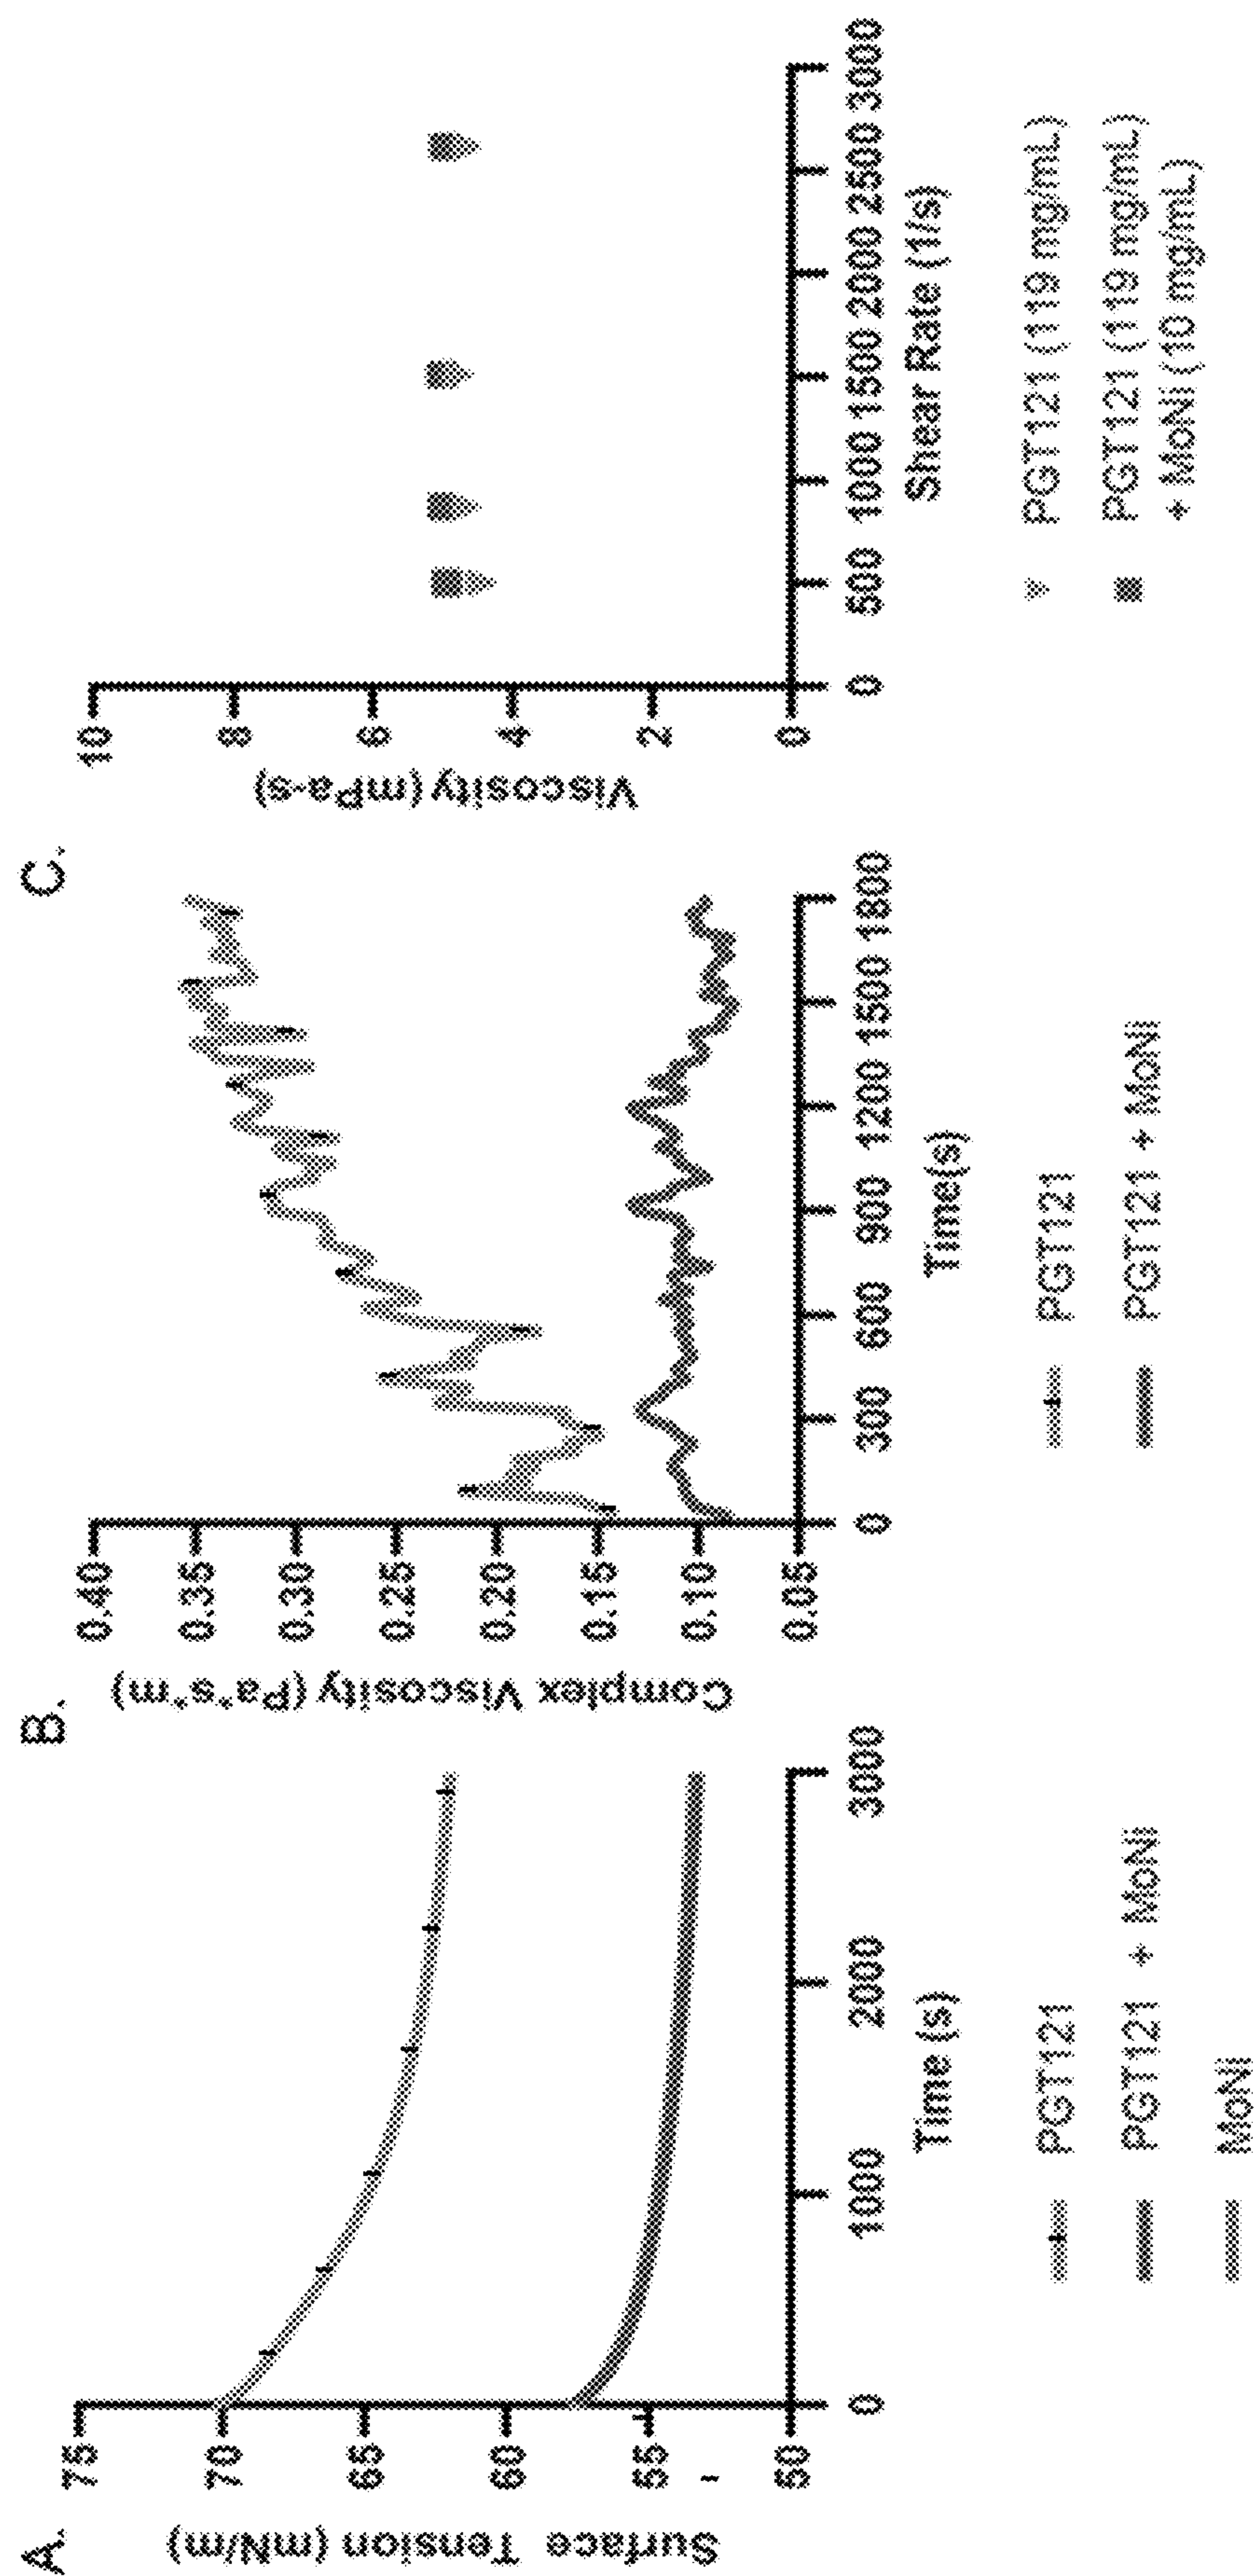 A.
Surface Tension (mN/m)
75
70
65
60
55
50
0
1000
2000
3000
Time (s)
PGT121
PGT121 + MoNi
MoNi
B.
Complex Viscosity (Pa*s*m)
0.40
0.35
0.30
0.25
0.20
0.15
0.10
0.05
0
300
600
900
1200
1500
1800
Time(s)
PGT121
PGT121 + MoNi
C.
Viscosity (mPa-s)
10
8
6
4
2
0
0
500
1000
1500
2000
2500
3000
Shear Rate (1/s)
PGT121 (119 mg/mL)
PGT121 (119 mg/mL)
+ MoNi (10 mg/mL)